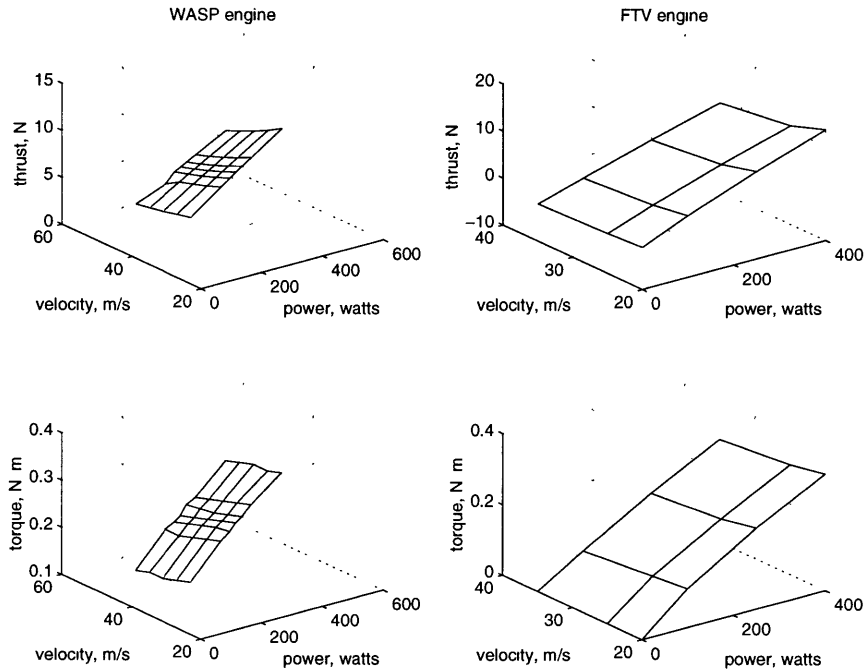 WASP engine
FTV engine
15
10
5
0
thrust, N
60
40
20
velocity, m/s
0
200
400
600
power, watts
20
10
0
−10
thrust, N
40
30
20
velocity, m/s
0
200
400
power, watts
0.4
0.3
0.2
0.1
torque, N m
60
40
20
velocity, m/s
0
200
400
600
power, watts
0.4
0.2
0
torque, N m
40
30
20
velocity, m/s
0
200
400
power, watts